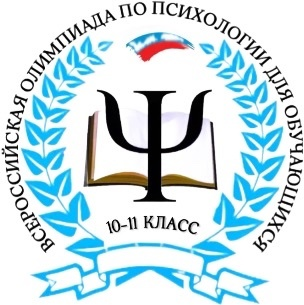 ВСЕРОССИЙСКАЯ ОЛИМПИАДА ПО ПСИХОЛОГИИ ДЛЯ ОБУЧАЮЩИХСЯ
Ψ
10-11 КЛАСС